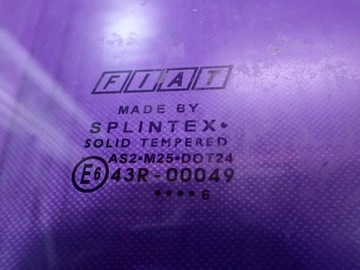 FIAT
MADE BY
SPLINTEX•
SOLID TEMPERED
AS2•M25•DOT24
E6 43R-00049
•••• 6